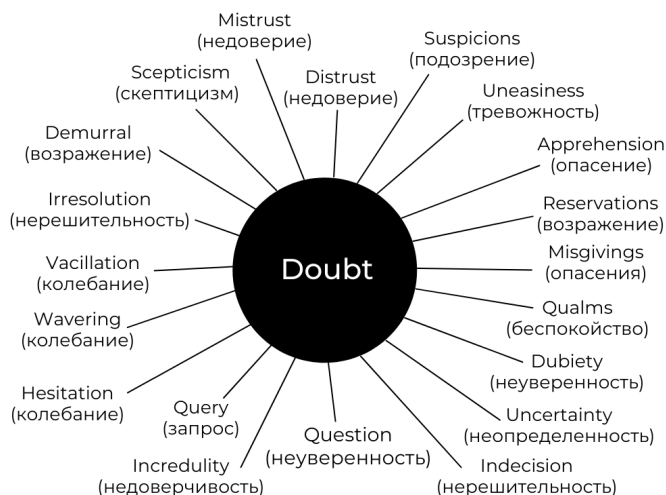 Mistrust
(недоверие)
Suspicions
(подозрение)
Scepticism
(скептицизм)
Distrust
(недоверие)
Uneasiness
(тревожность)
Demurral
(возражение)
Apprehension
(опасение)
Irresolution
(нерешительность)
Reservations
(возражение)
Doubt
Vacillation
(колебание)
Misgivings
(опасения)
Wavering
(колебание)
Qualms
(беспокойство)
Dubiety
(неуверенность)
Hesitation
(колебание)
Query
(запрос)
Question
(неуверенность)
Uncertainty
(неопределенность)
Incredulity
(недоверчивость)
Indecision
(нерешительность)